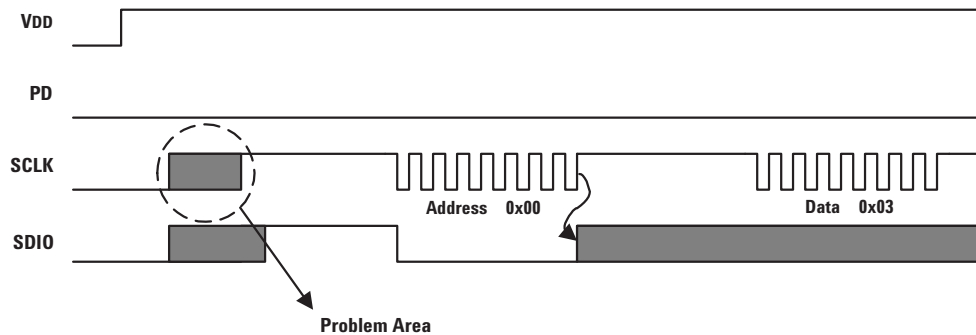 VDD
PD
SCLK
Address 0x00
Data 0x03
SDIO
Problem Area